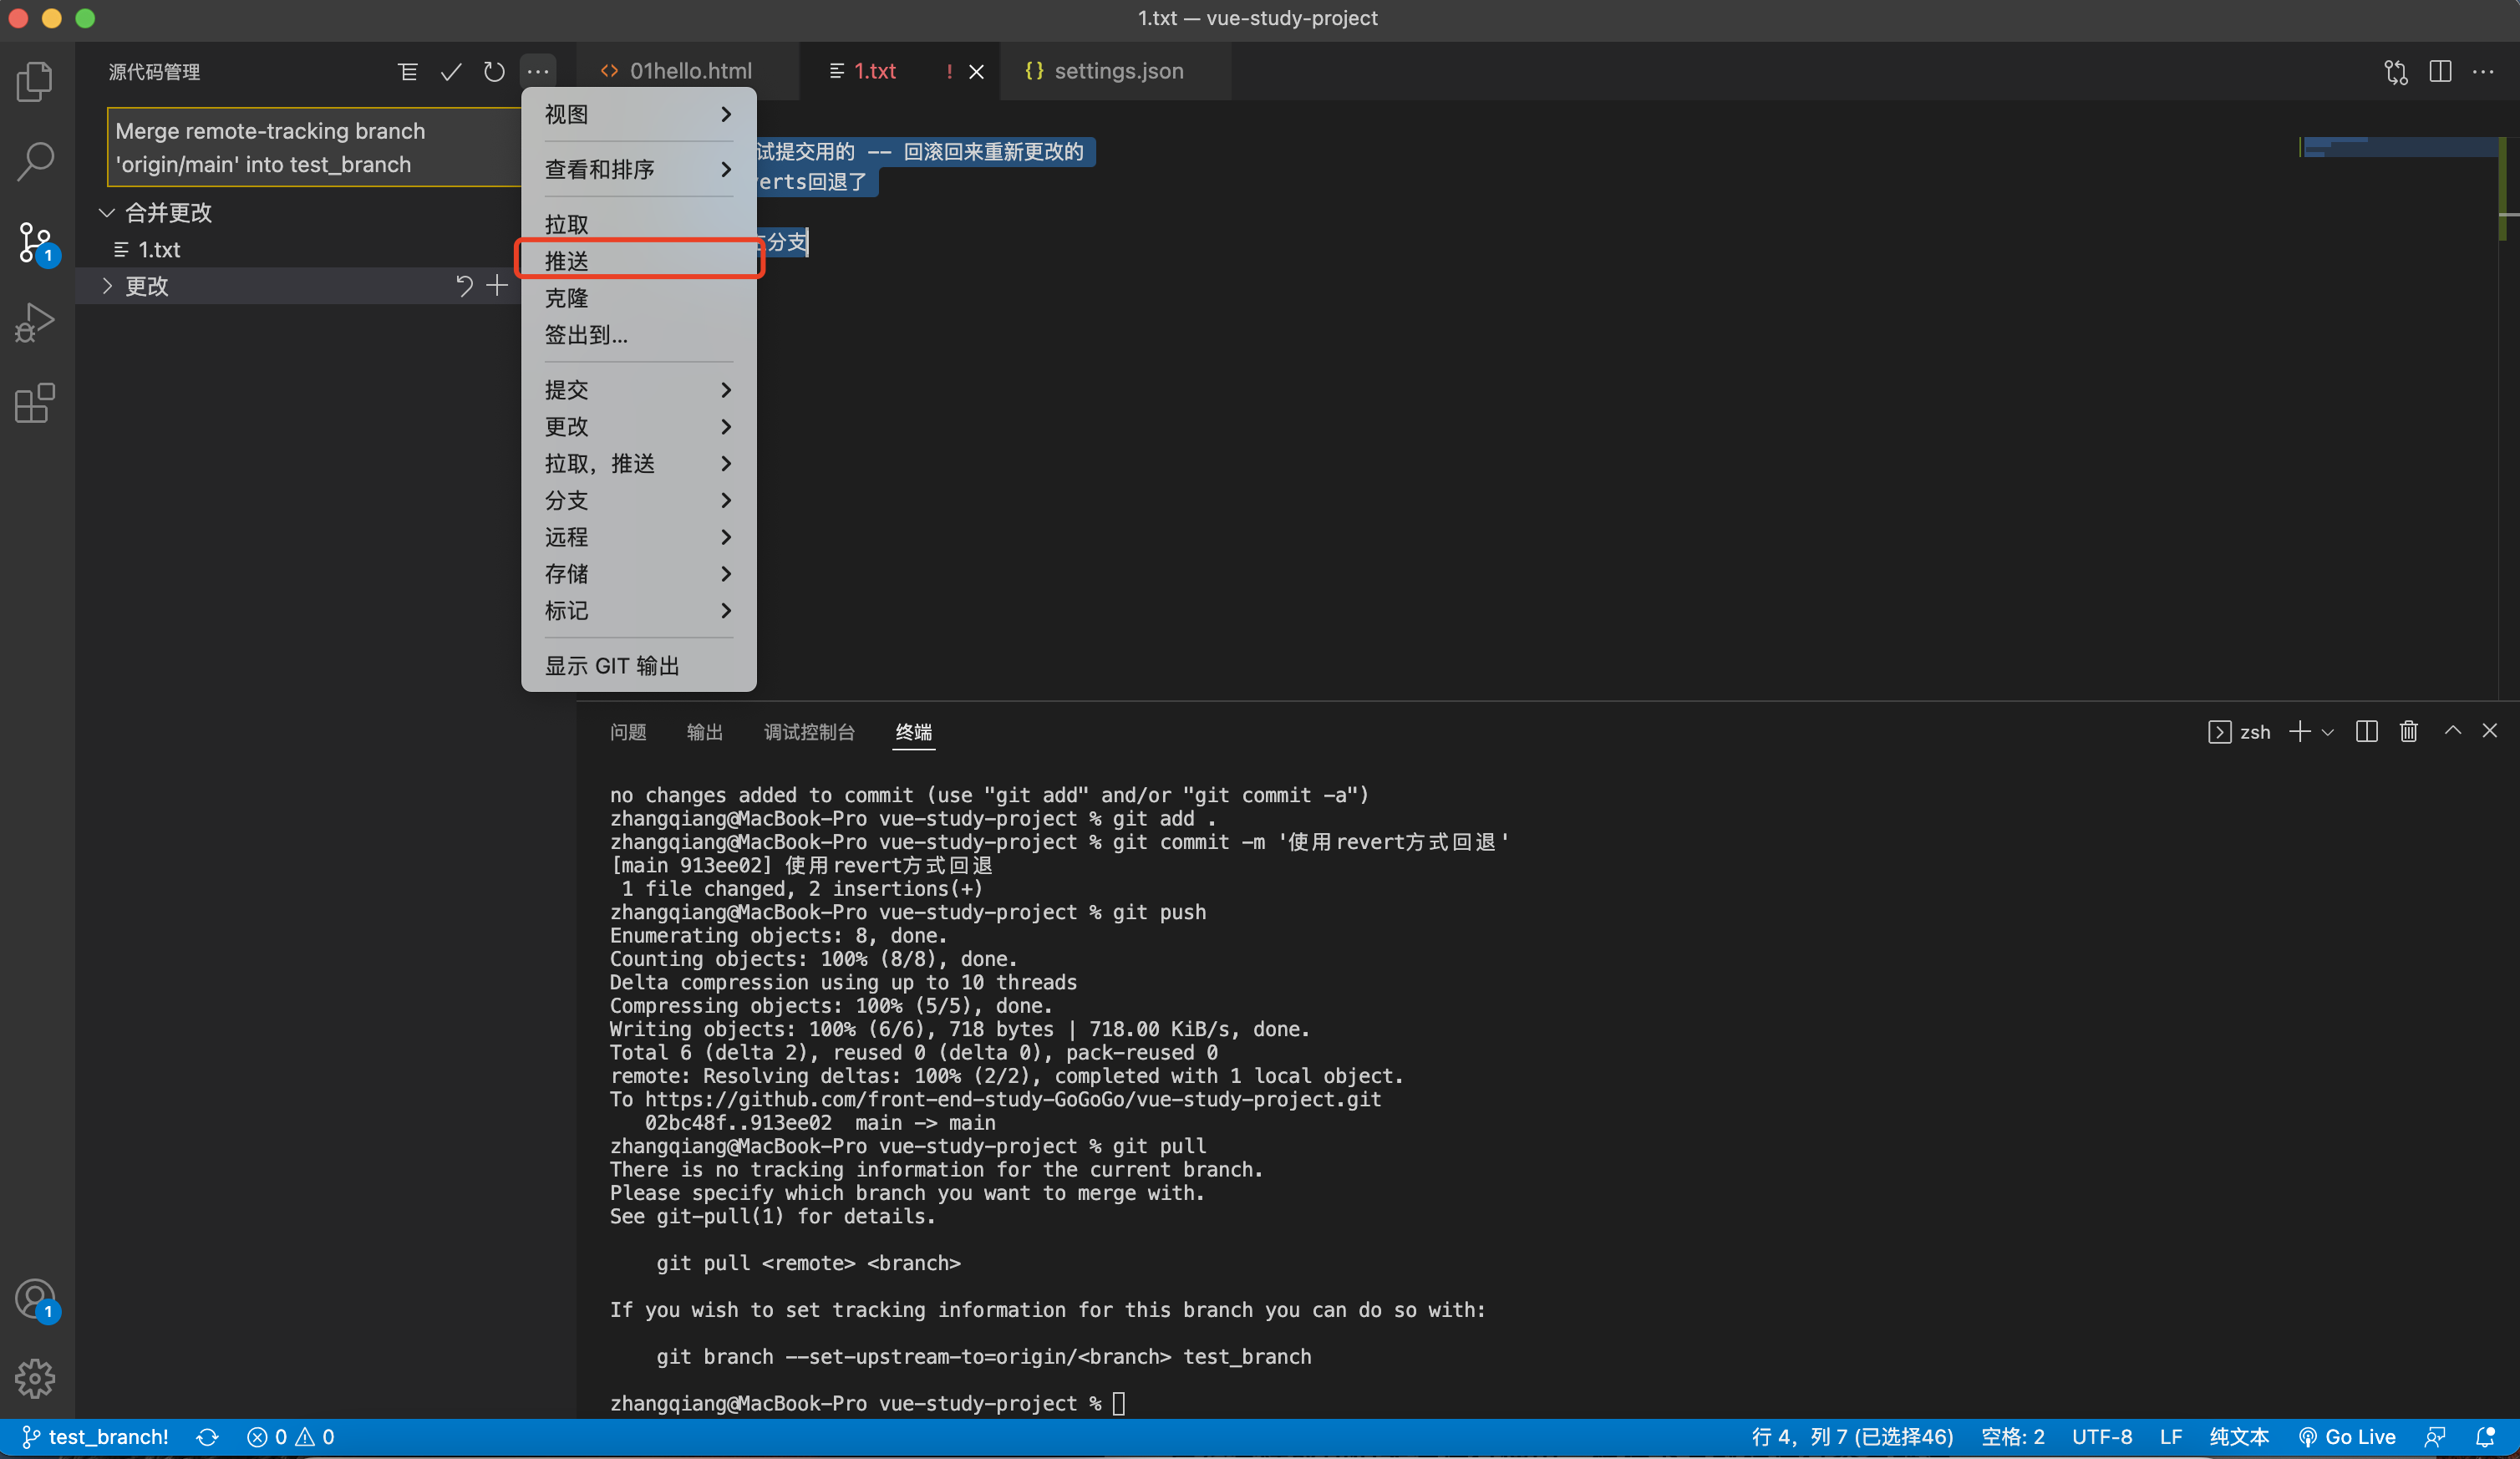 1.txt — vue-study-project
源代码管理
01hello.html
1.txt
!
{} settings.json
Merge remote-tracking branch
'origin/main' into test_branch
合并更改
1.txt
更改
1
视图
查看和排序
拉取
推送
克隆
签出到...
提交
更改
拉取，推送
分支
远程
存储
标记
显示 GIT 输出
试提交用的 -- 回滚回来重新更改的
verts回退了
分支
问题
输出
调试控制台
终端
zsh
no changes added to commit (use "git add" and/or "git commit -a")
zhangqiang@MacBook-Pro vue-study-project % git add .
zhangqiang@MacBook-Pro vue-study-project % git commit -m '使用revert方式回退'
[main 913ee02] 使用revert方式回退
1 file changed, 2 insertions(+)
zhangqiang@MacBook-Pro vue-study-project % git push
Enumerating objects: 8, done.
Counting objects: 100% (8/8), done.
Delta compression using up to 10 threads
Compressing objects: 100% (5/5), done.
Writing objects: 100% (6/6), 718 bytes | 718.00 KiB/s, done.
Total 6 (delta 2), reused 0 (delta 0), pack-reused 0
remote: Resolving deltas: 100% (2/2), completed with 1 local object.
To https://github.com/front-end-study-GoGoGo/vue-study-project.git
02bc48f..913ee02  main -> main
zhangqiang@MacBook-Pro vue-study-project % git pull
There is no tracking information for the current branch.
Please specify which branch you want to merge with.
See git-pull(1) for details.
git pull <remote> <branch>
If you wish to set tracking information for this branch you can do so with:
git branch --set-upstream-to=origin/<branch> test_branch
zhangqiang@MacBook-Pro vue-study-project %
1
test_branch!
0
0
行 4，列 7 (已选择46)
空格: 2
UTF-8
LF
纯文本
Go Live